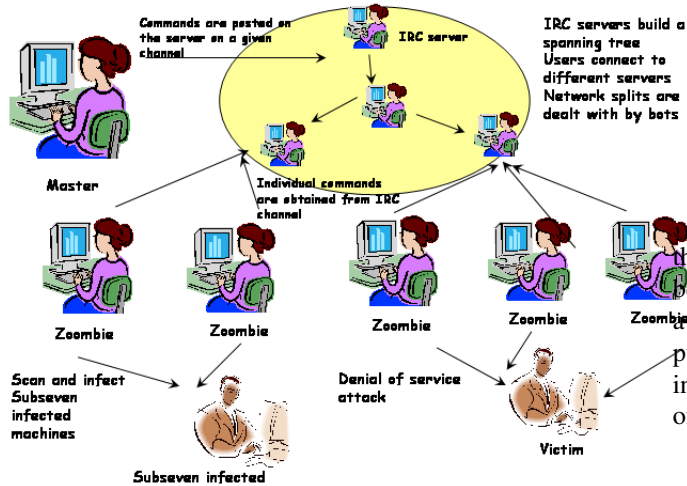 Commands are posted on
the server on a given
channel
IRC server
IRC servers build a
spanning tree
Users connect to
different servers
Network splits are
dealt with by bots
Master
Individual commands
are obtained from IRC
channel
Zoombie
Zoombie
Zoombie
Zoombie
Zoombie
Scan and infect
Subseven
infected
machines
Denial of service
attack
Subseven infected
Victim